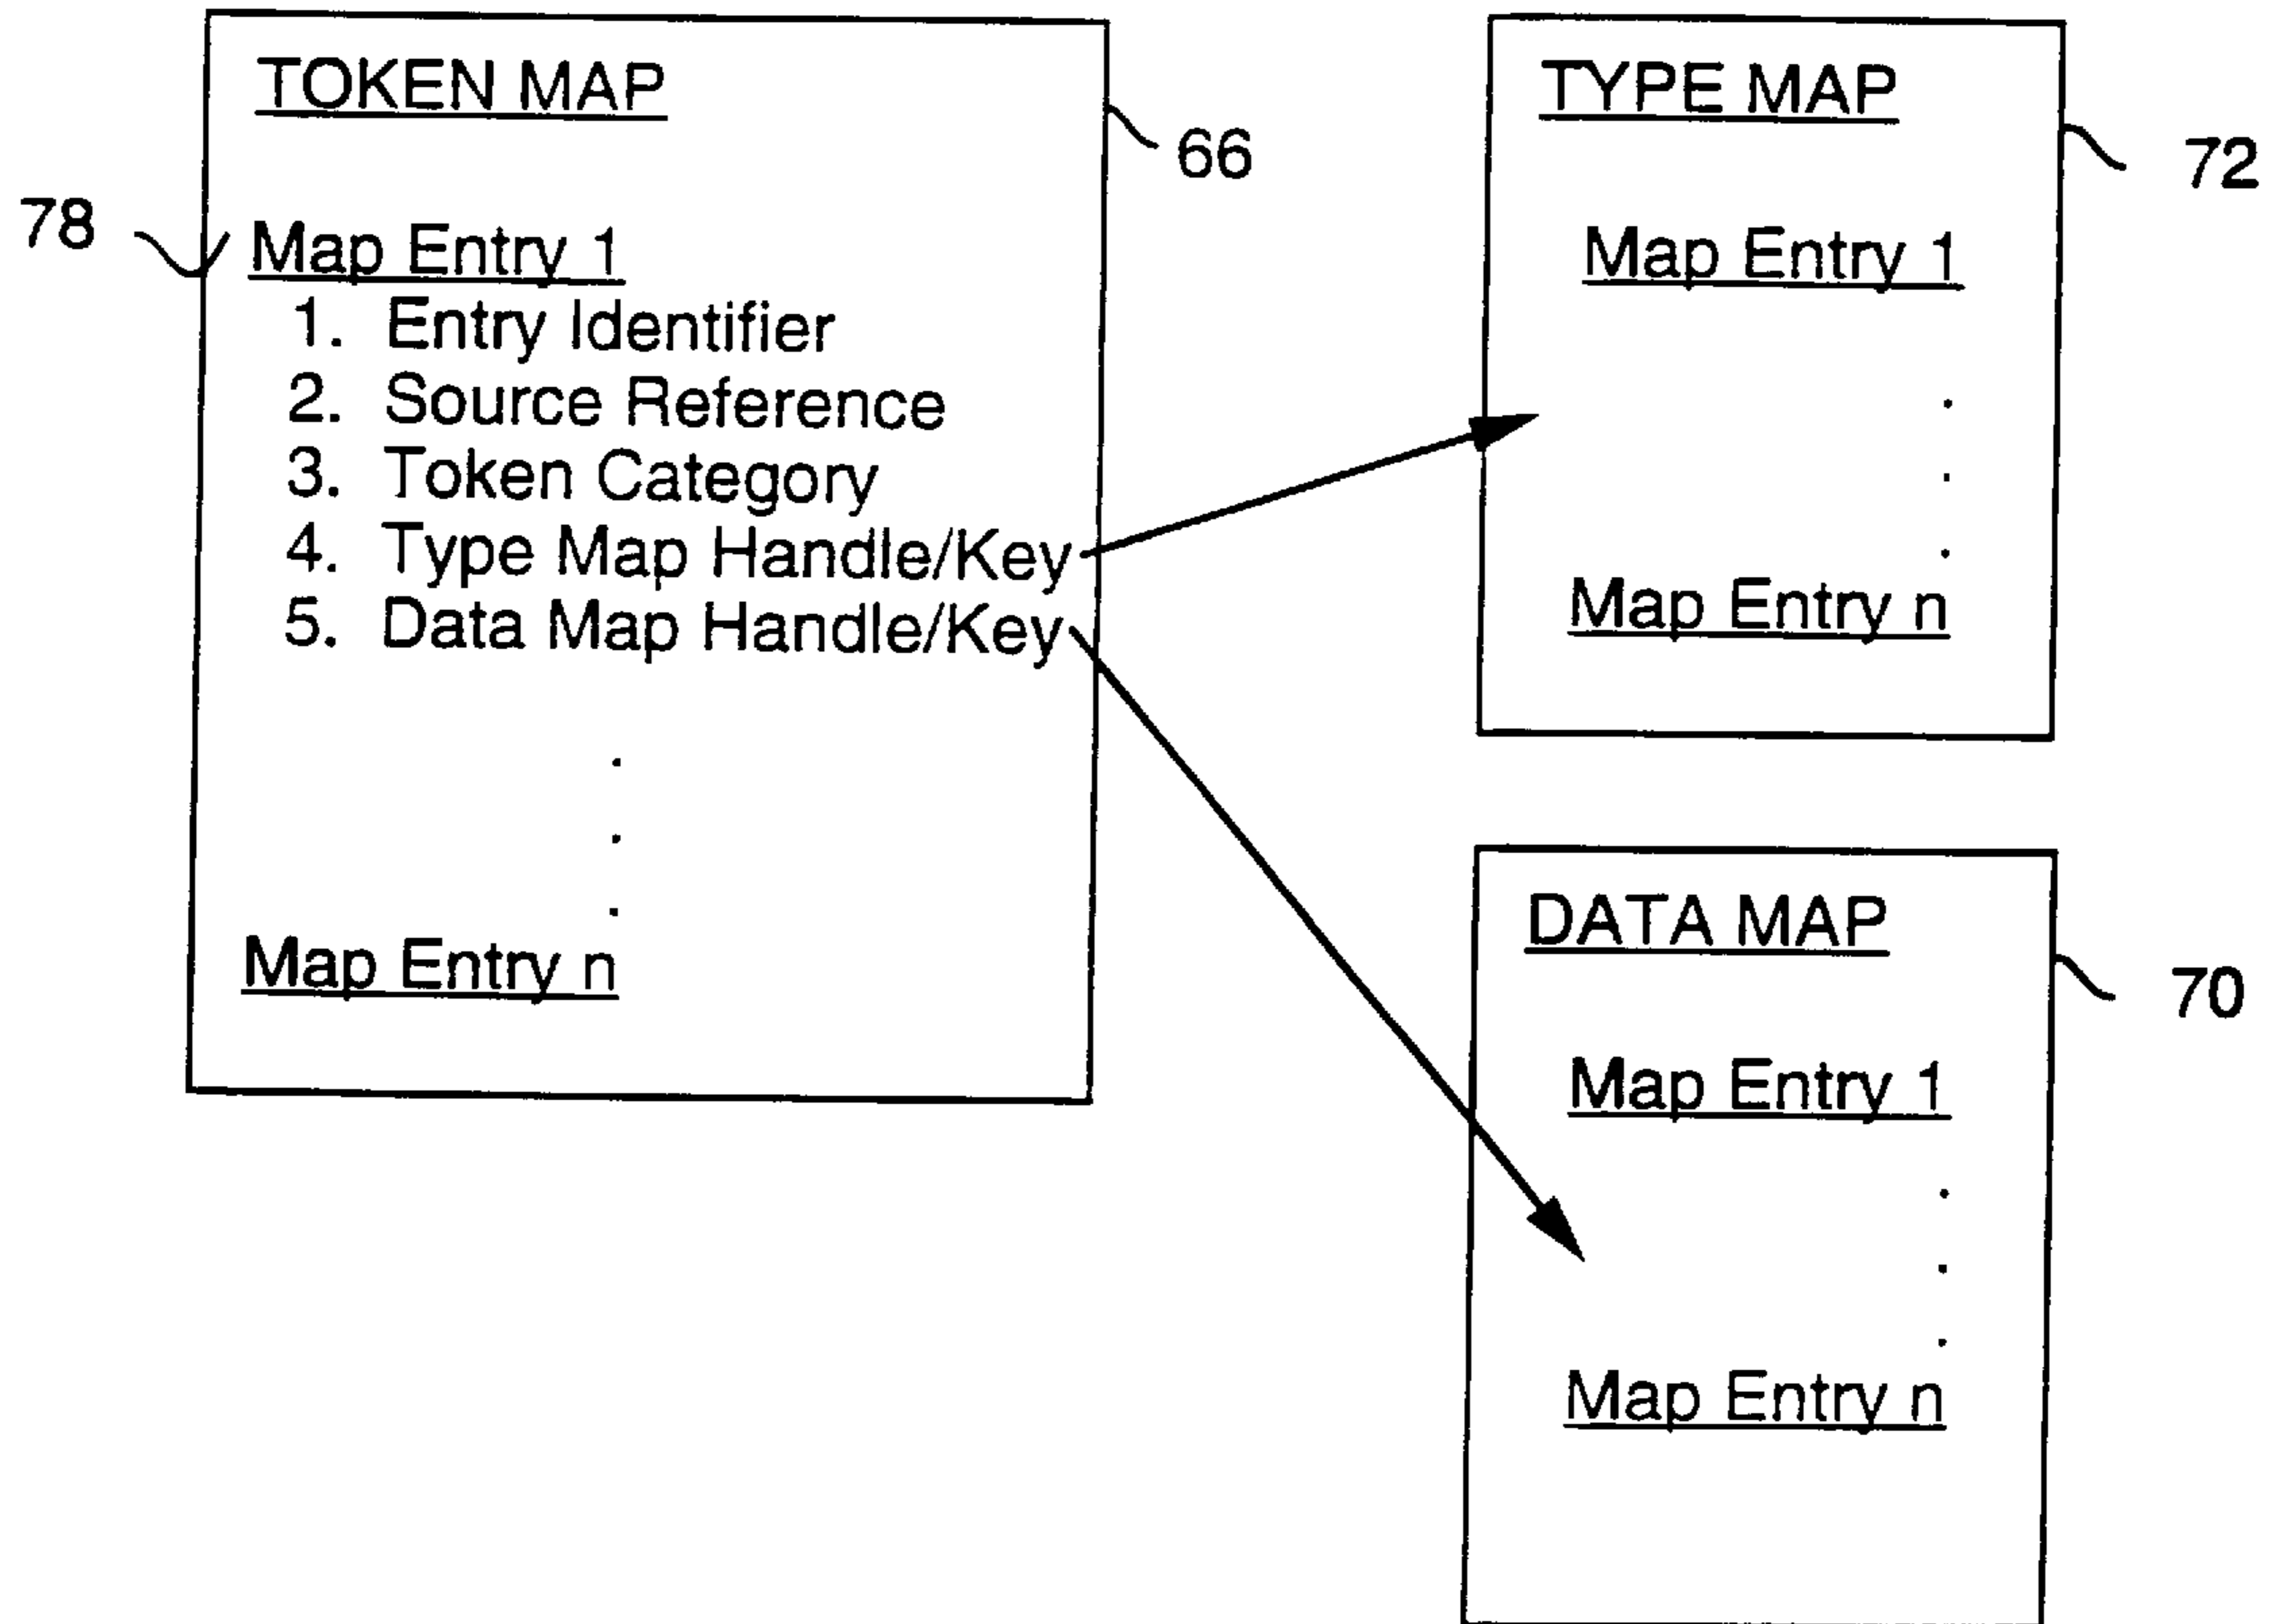 TOKEN MAP
66
78
Map Entry 1
1. Entry Identifier
2. Source Reference
3. Token Category
4. Type Map Handle/Key
5. Data Map Handle/Key
.
.
.
Map Entry n
TYPE MAP
72
Map Entry 1
.
.
.
Map Entry n
DATA MAP
70
Map Entry 1
.
.
.
Map Entry n